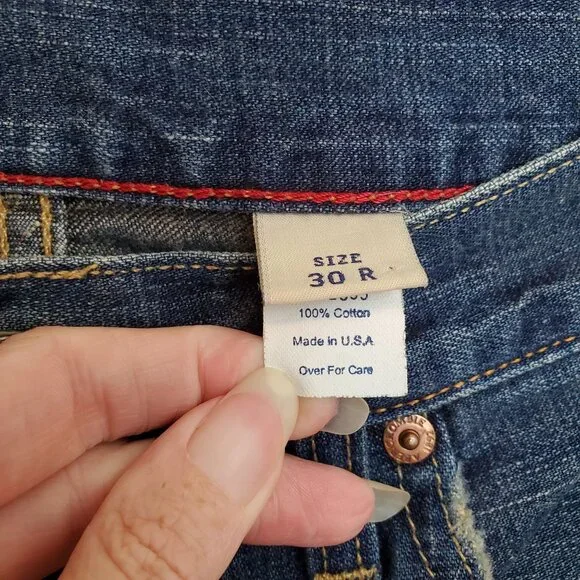 SIZE
30 R
100% Cotton
Made in U.S.A
Over For Care